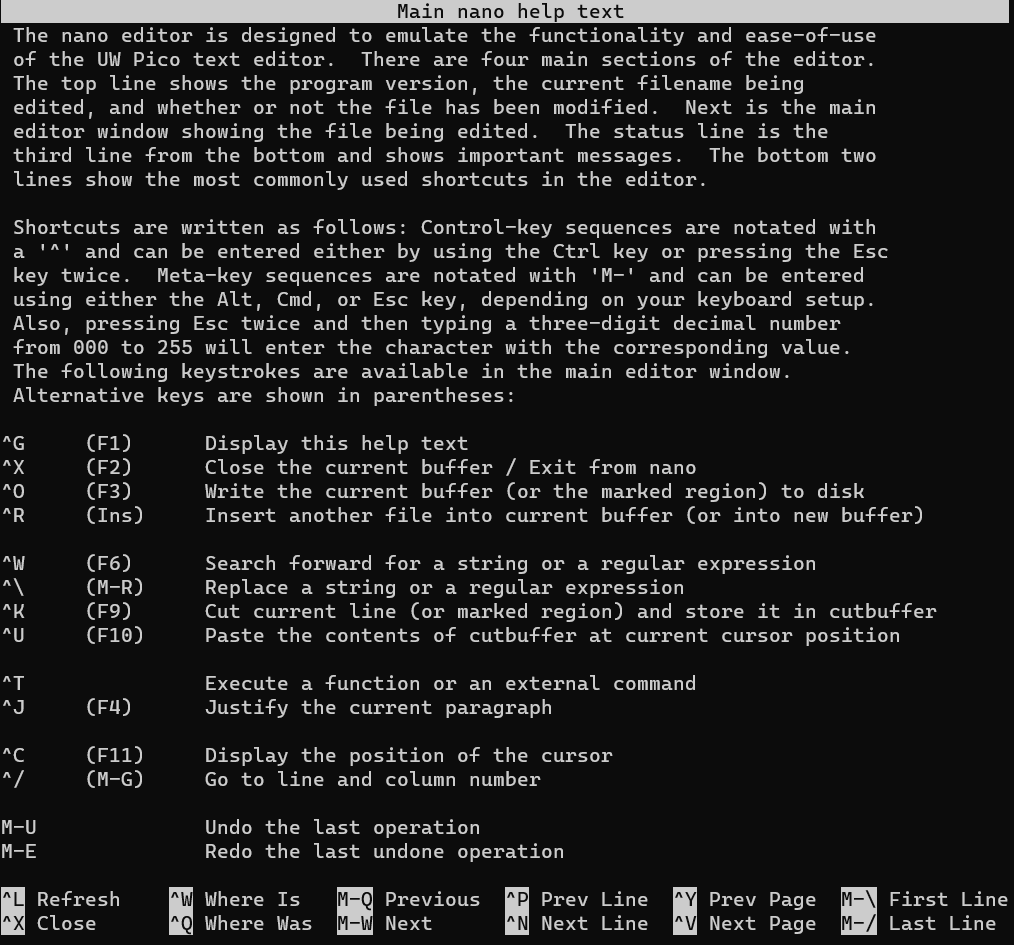 Main nano help text
The nano editor is designed to emulate the functionality and ease-of-use
of the UW Pico text editor.  There are four main sections of the editor.
The top line shows the program version, the current filename being
edited, and whether or not the file has been modified.  Next is the main
editor window showing the file being edited.  The status line is the
third line from the bottom and shows important messages.  The bottom two
lines show the most commonly used shortcuts in the editor.

Shortcuts are written as follows: Control-key sequences are notated with
a '^' and can be entered either by using the Ctrl key or pressing the Esc
key twice.  Meta-key sequences are notated with 'M-' and can be entered
using either the Alt, Cmd, or Esc key, depending on your keyboard setup.
Also, pressing Esc twice and then typing a three-digit decimal number
from 000 to 255 will enter the character with the corresponding value.
The following keystrokes are available in the main editor window.
Alternative keys are shown in parentheses:

^G     (F1)      Display this help text
^X     (F2)      Close the current buffer / Exit from nano
^O     (F3)      Write the current buffer (or the marked region) to disk
^R     (Ins)     Insert another file into current buffer (or into new buffer)

^W     (F6)      Search forward for a string or a regular expression
^\     (M-R)     Replace a string or a regular expression
^K     (F9)      Cut current line (or marked region) and store it in cutbuffer
^U     (F10)     Paste the contents of cutbuffer at current cursor position

^T               Execute a function or an external command
^J     (F4)      Justify the current paragraph

^C     (F11)     Display the position of the cursor
^/     (M-G)     Go to line and column number

M-U              Undo the last operation
M-E              Redo the last undone operation

^L Refresh    ^W Where Is   M-Q Previous  ^P Prev Line  ^Y Prev Page  M-\ First Line
^X Close      ^Q Where Was  M-W Next      ^N Next Line  ^V Next Page  M-/ Last Line